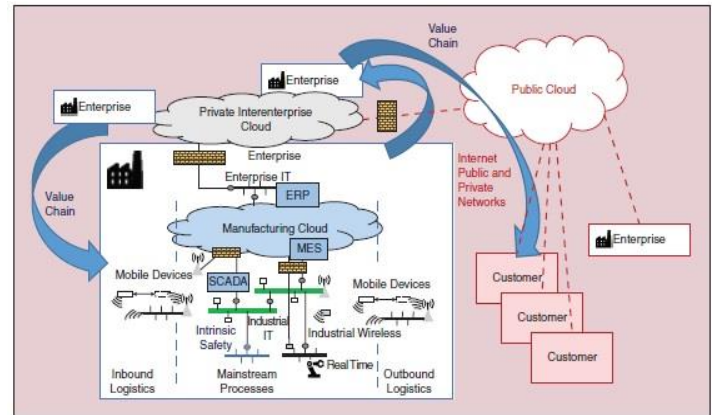 Value
Chain
Enterprise
Public Cloud
Enterprise
Private Interenterprise
Cloud
Enterprise
Enterprise IT
ERP
Internet
Public and
Private
Networks
Value
Chain
Manufacturing Cloud
MES
Enterprise
Mobile Devices
SCADA
Mobile Devices
Customer
Intrinsic
Safety
Industrial
IT
Industrial Wireless
Customer
Real Time
Customer
Inbound
Logistics
Mainstream
Processes
Outbound
Logistics